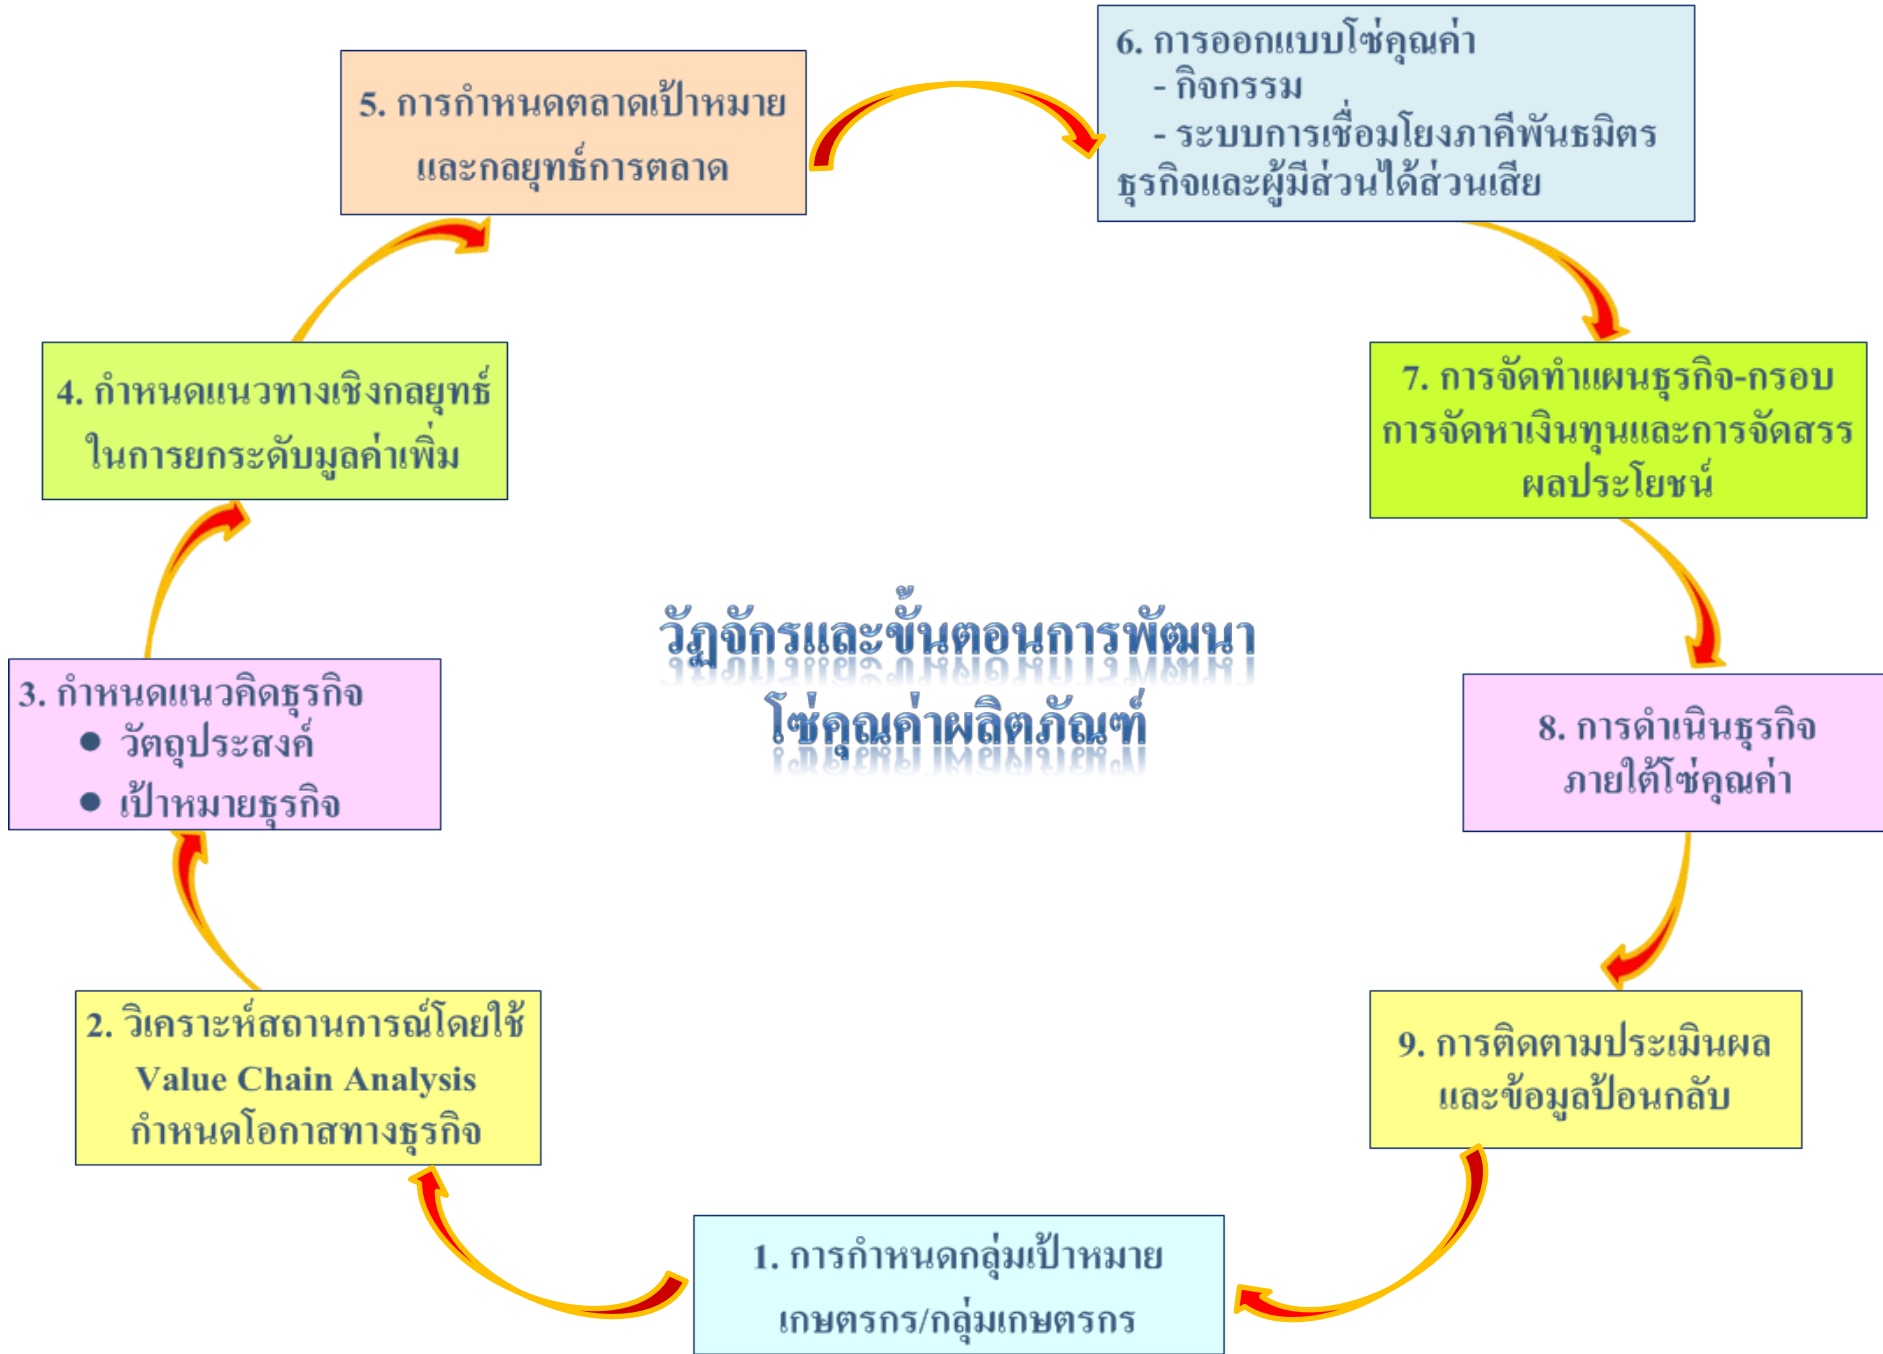 วัฏจักรและขั้นตอนการพัฒนา
โซ่คุณค่าผลิตภัณฑ์
1. การกำหนดกลุ่มเป้าหมาย
เกษตรกร/กลุ่มเกษตรกร
2. วิเคราะห์สถานการณ์โดยใช้
Value Chain Analysis
กำหนดโอกาสทางธุรกิจ
3. กำหนดแนวคิดธุรกิจ
● วัตถุประสงค์
● เป้าหมายธุรกิจ
4. กำหนดแนวทางเชิงกลยุทธ์
ในการยกระดับมูลค่าเพิ่ม
5. การกำหนดตลาดเป้าหมาย
และกลยุทธ์การตลาด
6. การออกแบบโซ่คุณค่า
- กิจกรรม
- ระบบการเชื่อมโยงภาคีพันธมิตร
ธุรกิจและผู้มีส่วนได้ส่วนเสีย
7. การจัดทำแผนธุรกิจ-กรอบ
การจัดหาเงินทุนและการจัดสรร
ผลประโยชน์
8. การดำเนินธุรกิจ
ภายใต้โซ่คุณค่า
9. การติดตามประเมินผล
และข้อมูลป้อนกลับ